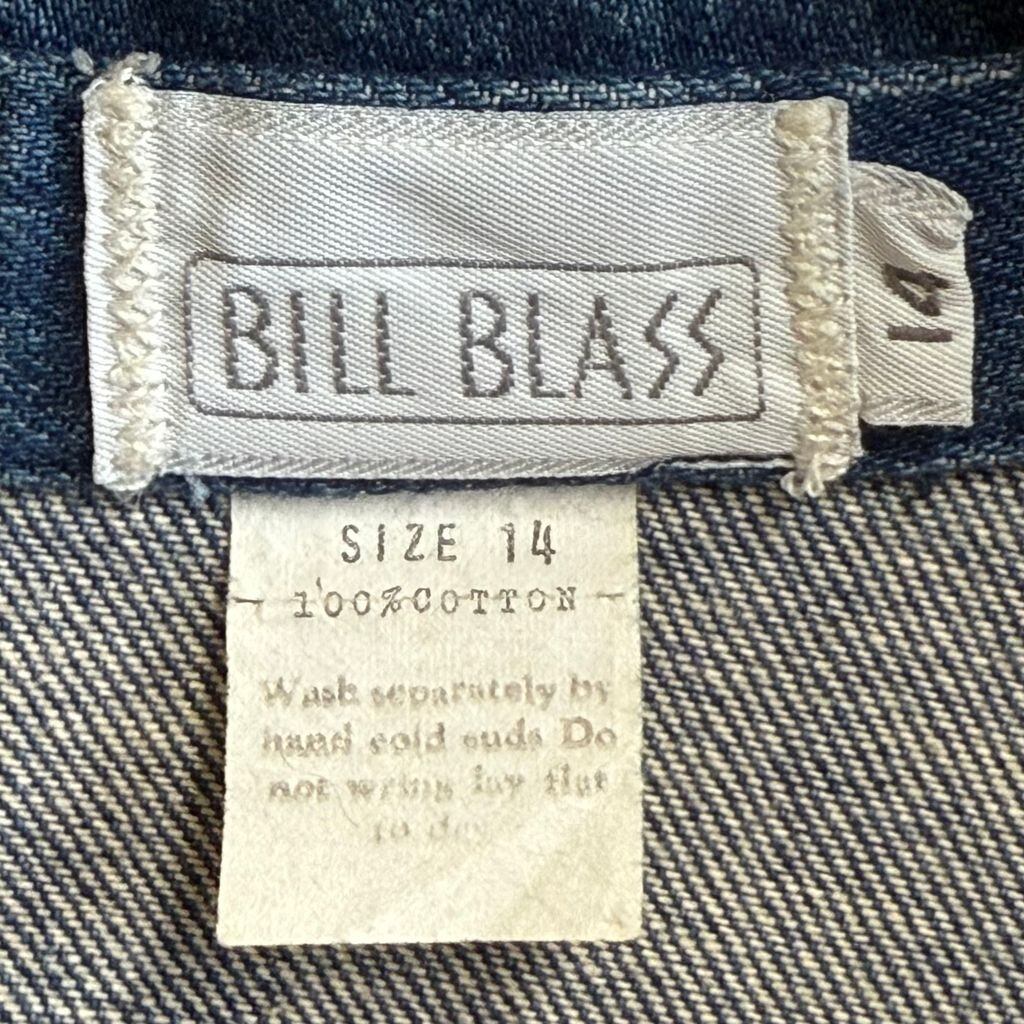 BILL BLASS
14
SIZE 14
100% COTTON
Wash separately by
hand cold suds Do
not wring lay flat
to dry